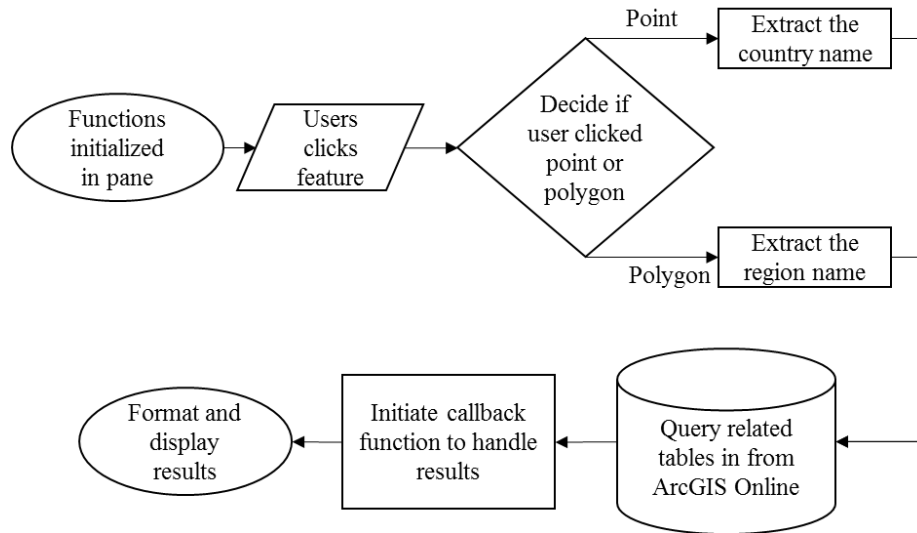 Functions
initialized
in pane
Users
clicks
feature
Decide if
user clicked
point or
polygon
Point
Extract the
country name
Polygon
Extract the
region name
Format and
display
results
Initiate callback
function to handle
results
Query related
tables in from
ArcGIS Online